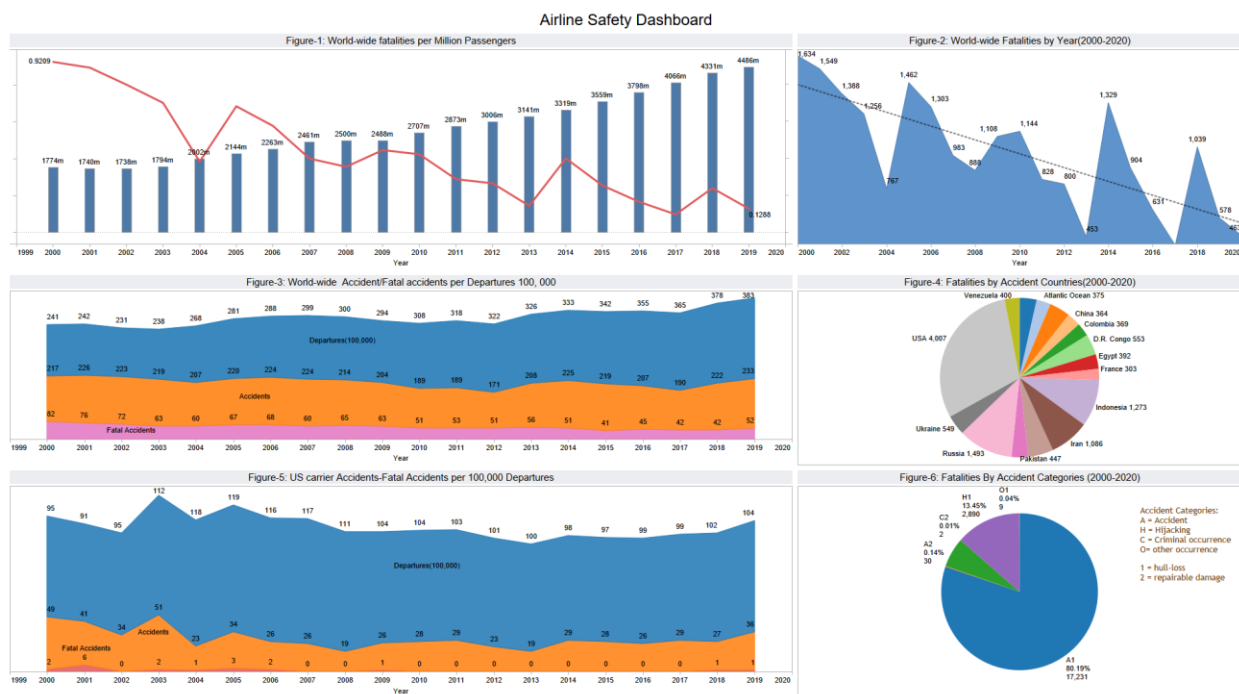 Airline Safety Dashboard
Figure-1: World-wide fatalities per Million Passengers
0.9209
1774m 1740m 1738m 1794m 2002m 2144m 2263m 2461m 2500m 2488m 2707m 2873m 3006m 3141m 3319m 3559m 3798m 4066m 4331m 4486m
0.1288
1999 2000 2001 2002 2003 2004 2005 2006 2007 2008 2009 2010 2011 2012 2013 2014 2015 2016 2017 2018 2019 2020
Year
Figure-2: World-wide Fatalities by Year(2000-2020)
1,634 1,549 1,388 1,256 767 1,462 1,303 983 889 1,108 1,144 828 800 453 1,329 904 631 1,039 578 463
2000 2002 2004 2006 2008 2010 2012 2014 2016 2018 2020
Year
Figure-3: World-wide Accident/Fatal accidents per Departures 100, 000
241 242 231 238 268 281 288 299 300 294 308 318 322 326 333 342 355 365 378 383
Departures(100,000)
217 226 223 219 207 220 224 224 214 204 189 189 171 208 225 219 207 190 222 233
Accidents
82 76 72 63 60 67 68 60 65 63 51 53 51 56 51 41 45 42 42 52
Fatal Accidents
1999 2000 2001 2002 2003 2004 2005 2006 2007 2008 2009 2010 2011 2012 2013 2014 2015 2016 2017 2018 2019 2020
Year
Figure-4: Fatalities by Accident Countries(2000-2020)
Venezuela 400
Atlantic Ocean 375
China 364
Colombia 369
D.R. Congo 553
Egypt 392
France 303
Indonesia 1,273
Iran 1,086
Pakistan 447
Russia 1,493
Ukraine 549
USA 4,007
Figure-5: US carrier Accidents-Fatal Accidents per 100,000 Departures
95 91 95 112 118 119 116 117 111 104 104 103 101 100 98 97 99 99 102 104
Departures(100,000)
49 41 34 51 23 34 26 26 19 26 28 29 23 19 29 28 26 29 27 36
Accidents
Fatal Accidents
2 6 0 2 1 3 2 0 0 1 0 0 0 0 0 0 0 0 1 1
1999 2000 2001 2002 2003 2004 2005 2006 2007 2008 2009 2010 2011 2012 2013 2014 2015 2016 2017 2018 2019 2020
Year
Figure-6: Fatalities By Accident Categories (2000-2020)
O1
0.04%
9
H1
13.45%
2,890
C2
0.01%
2
A2
0.14%
30
A1
80.19%
17,231
Accident Categories:
A = Accident
H = Hijacking
C = Criminal occurrence
O= other occurrence
1 = hull-loss
2 = repairable damage